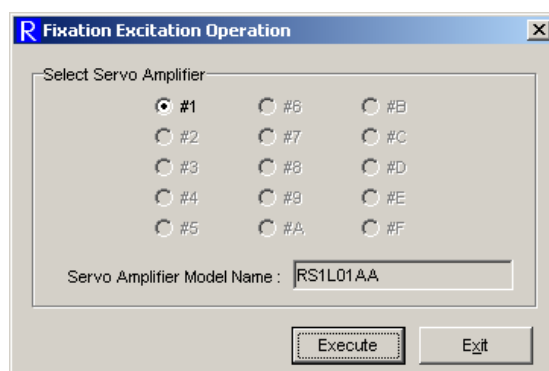 R Fixation Excitation Operation
Select Servo Amplifier
#1 #6 #B
#2 #7 #C
#3 #8 #D
#4 #9 #E
#5 #A #F
Servo Amplifier Model Name : RS1L01AA
Execute Exit